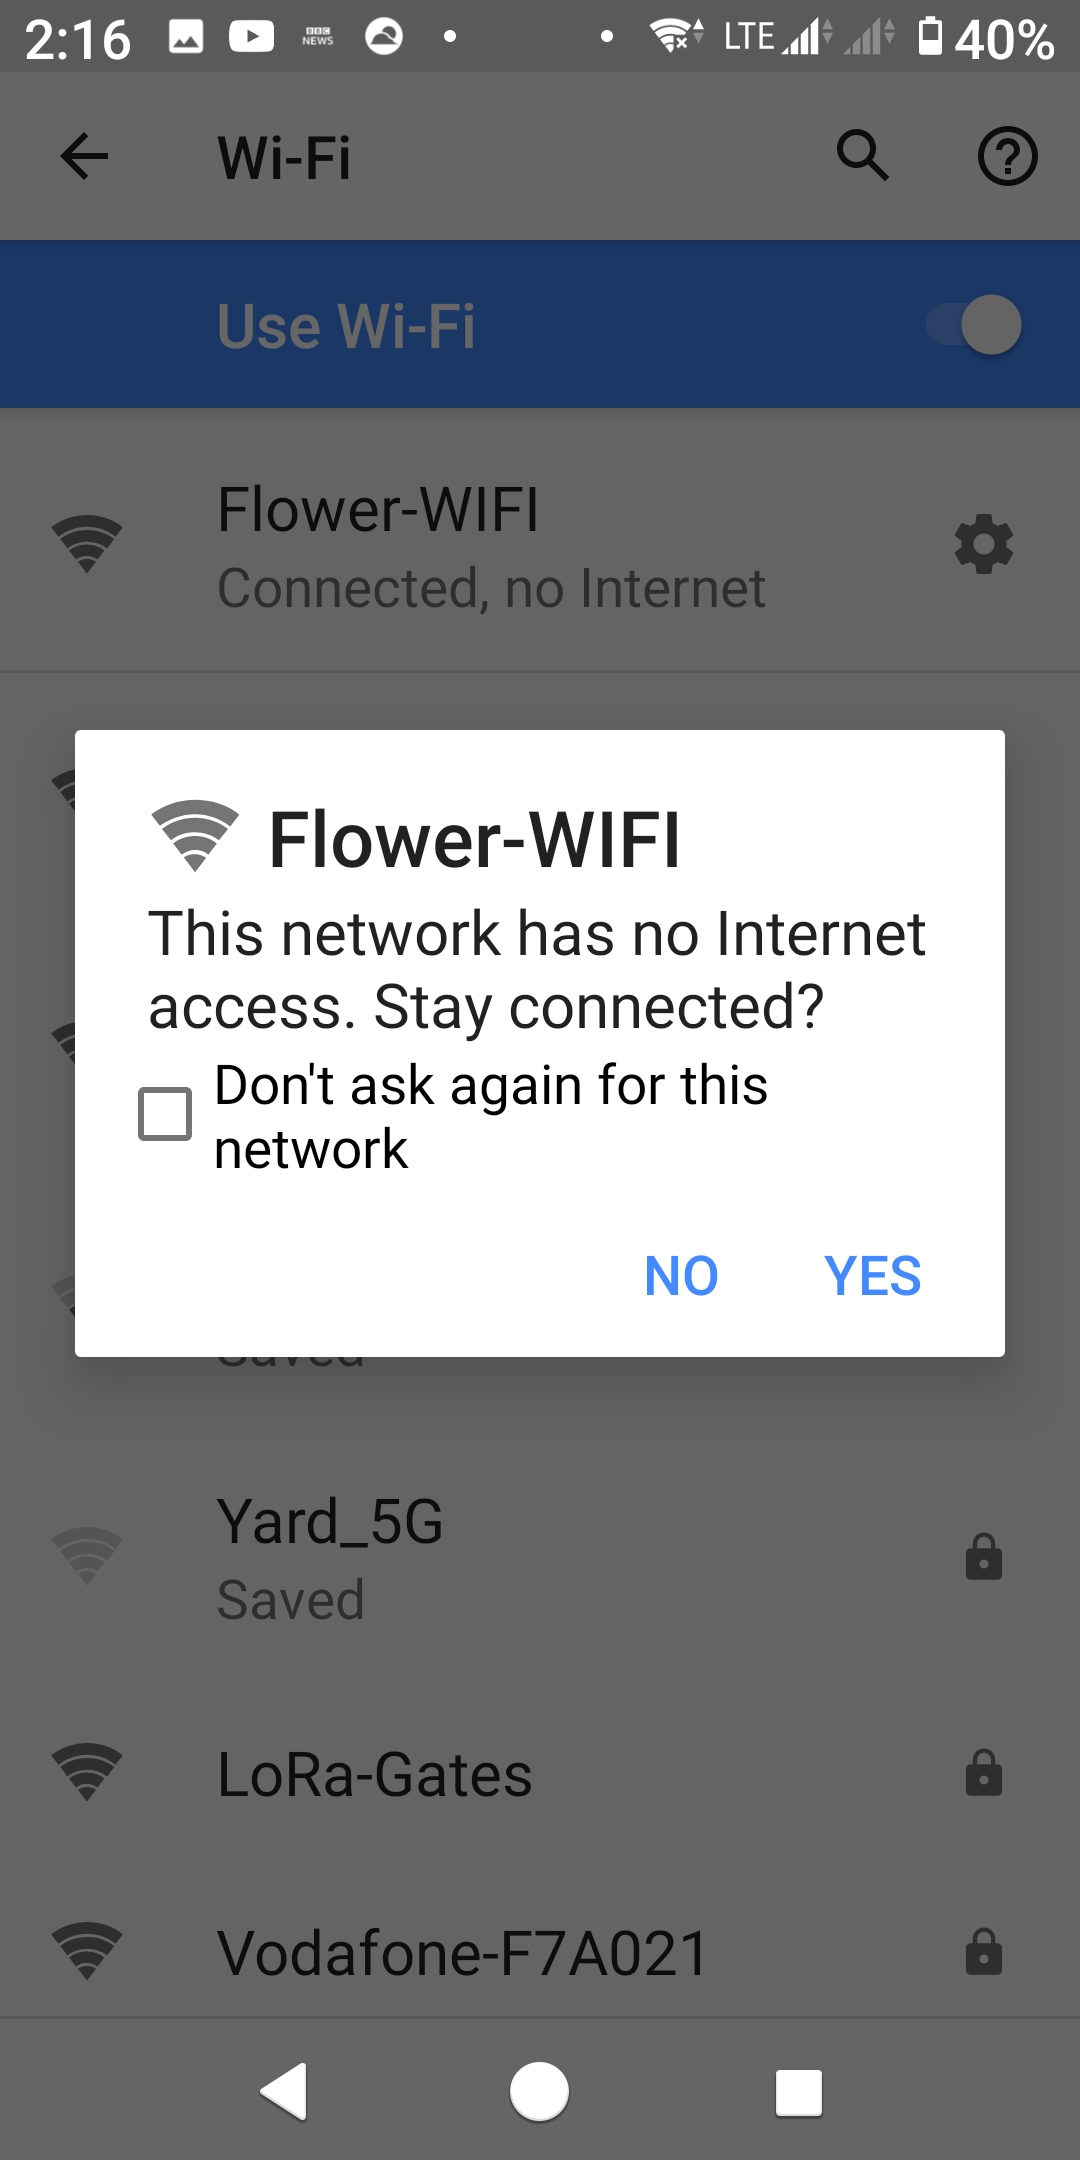 2:16
BBC
NEWS
LTE
40%
Wi-Fi
Use Wi-Fi
Flower-WIFI
Connected, no Internet
Flower-WIFI
This network has no Internet
access. Stay connected?
Don't ask again for this
network
NO YES
Saved
Yard_5G
Saved
LoRa-Gates
Vodafone-F7A021